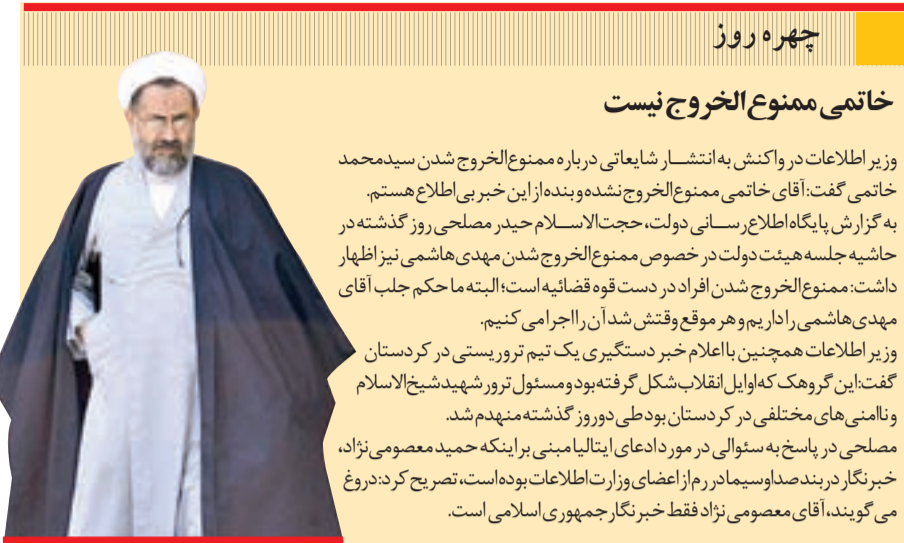 چهره روز
خاتمی ممنوع‌الخروج نیست
وزیر اطلاعات در واکنش به انتشار شایعاتی درباره ممنوع‌الخروج شدن سیدمحمد
خاتمی گفت: آقای خاتمی ممنوع‌الخروج نشده و بنده از این خبر بی‌اطلاع هستم.
به گزارش پایگاه اطلاع‌رسانی دولت، حجت‌الاسلام حیدر مصلحی روز گذشته در
حاشیه جلسه هیئت دولت در خصوص ممنوع‌الخروج شدن مهدی هاشمی نیز اظهار
داشت: ممنوع‌الخروج شدن افراد در دست قوه قضائیه است؛ البته ما حکم جلب آقای
مهدی هاشمی را داریم و هر موقع وقتش شد آن را اجرا می‌کنیم.
وزیر اطلاعات همچنین با اعلام خبر دستگیری یک تیم تروریستی در کردستان
گفت: این گروهک که اوایل انقلاب شکل گرفته بود و مسئول ترور شهید شیخ‌الاسلام
و ناامنی‌های مختلفی در کردستان بود طی دو روز گذشته منهدم شد.
مصلحی در پاسخ به سئوالی در مورد ادعای ایتالیا مبنی بر اینکه حمید معصومی‌نژاد،
خبرنگار دربند صداوسیما در رم از اعضای وزارت اطلاعات بوده است، تصریح کرد: دروغ
می‌گویند، آقای معصومی‌نژاد فقط خبرنگار جمهوری اسلامی است.